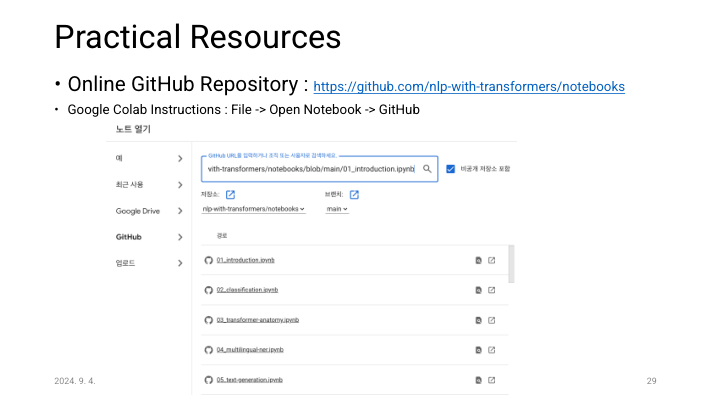 Practical Resources
• Online GitHub Repository : https://github.com/nlp-with-transformers/notebooks
• Google Colab Instructions : File -> Open Notebook -> GitHub
노트 열기
예
최근 사용
Google Drive
GitHub
업로드
GitHub URL을 입력하거나 조직 또는 사용자로 검색하세요.
vith-transformers/notebooks/blob/main/01_introduction.ipynb
비공개 저장소 포함
저장소:
브랜치:
nlp-with-transformers/notebooks
main
경로
01_introduction.ipynb
02_classification.ipynb
03_transformer-anatomy.ipynb
04_multilingual-ner.ipynb
05_text-generation.ipynb
2024. 9. 4.
29